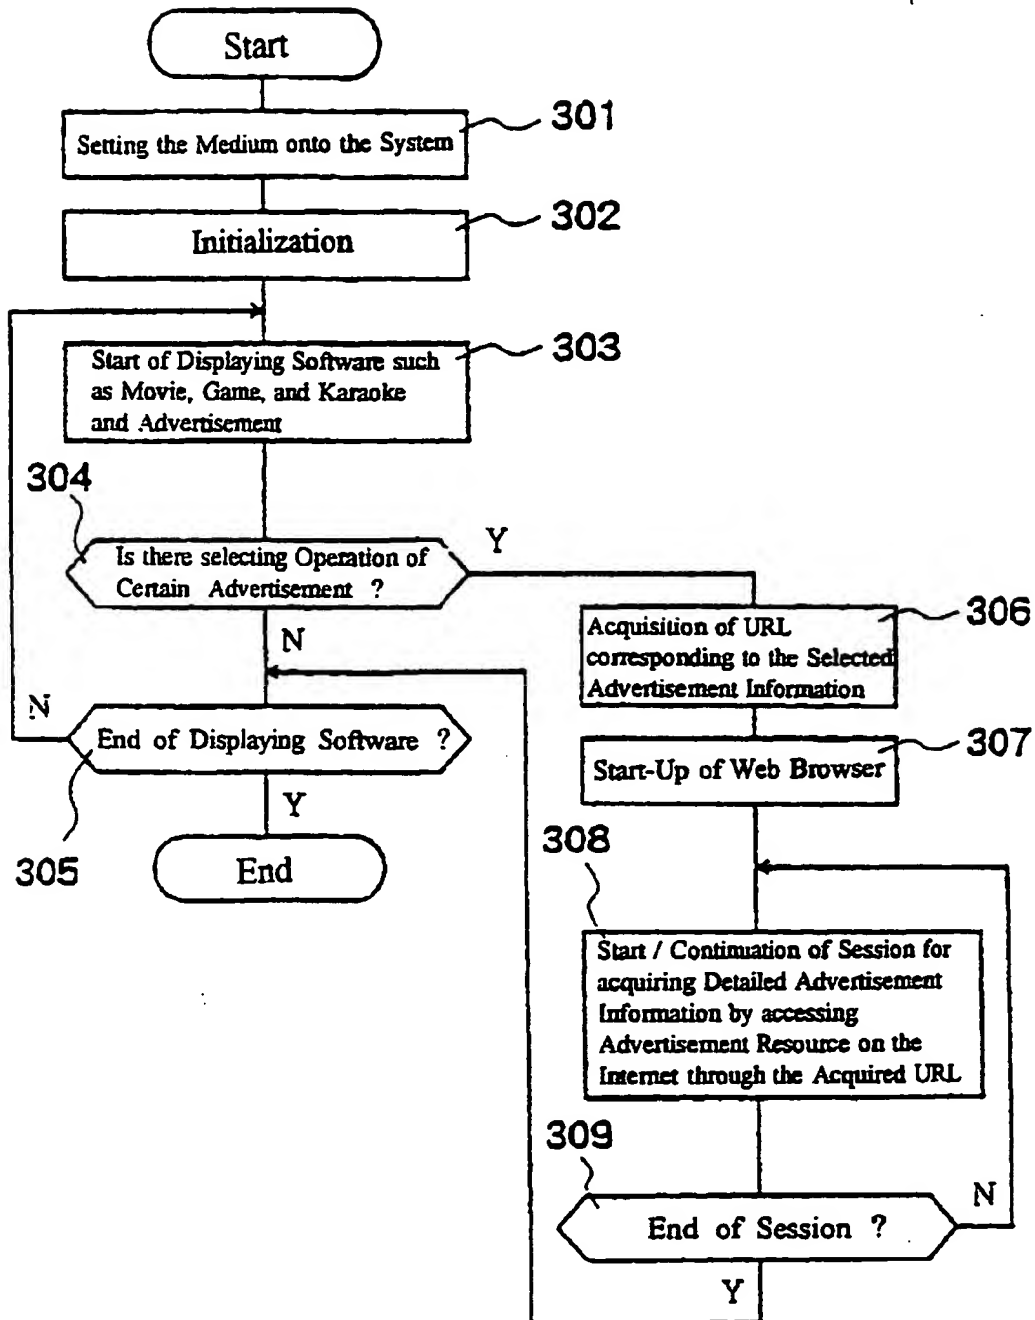 Start
Setting the Medium onto the System
301
Initialization
302
Start of Displaying Software such
as Movie, Game, and Karaoke
and Advertisement
303
304
Is there selecting Operation of
Certain Advertisement ?
Y
N
End of Displaying Software ?
N
305
Y
End
Acquisition of URL
corresponding to the Selected
Advertisement Information
306
Start-Up of Web Browser
307
308
Start / Continuation of Session for
acquiring Detailed Advertisement
Information by accessing
Advertisement Resource on the
Internet through the Acquired URL
309
End of Session ?
N
Y